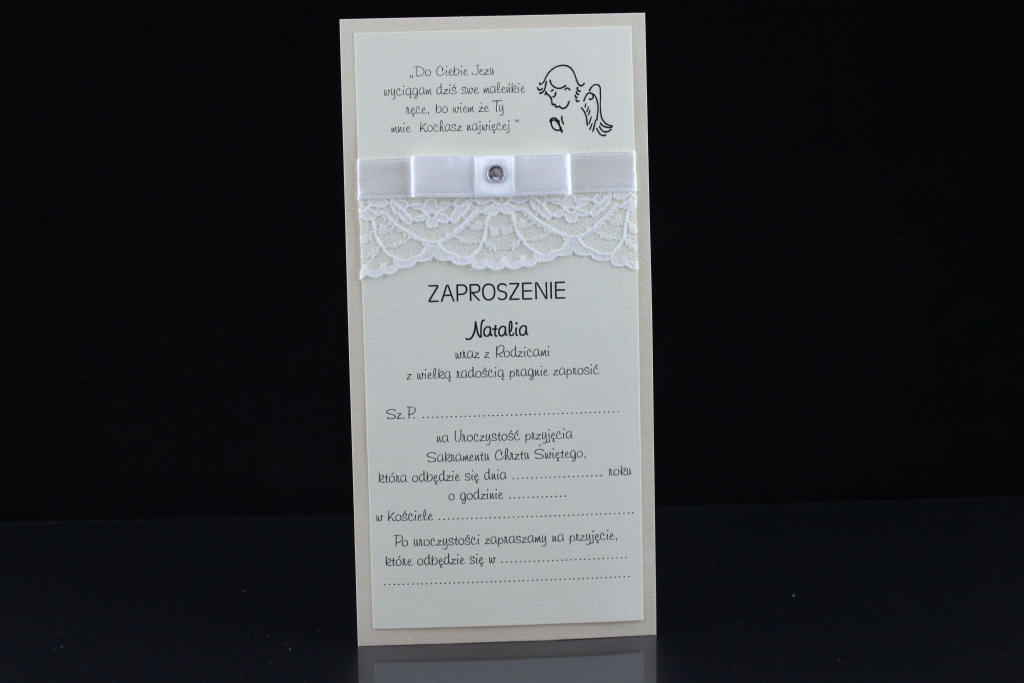 „Do Ciebie Jezu
wyciągam dziś swe maleńkie
ręce, bo wiem że Ty
mnie Kochasz najwięcej ”
ZAPROSZENIE
Natalia
wraz z Rodzicami
z wielką radością pragnie zaprosić
Sz.P. ............................................
na Uroczystość przyjęcia
Sakramentu Chrztu Świętego,
która odbędzie się dnia .................... roku
o godzinie .............
w Kościele ............................................
Po uroczystości zapraszamy na przyjęcie,
które odbędzie się w ............................
.......................................................